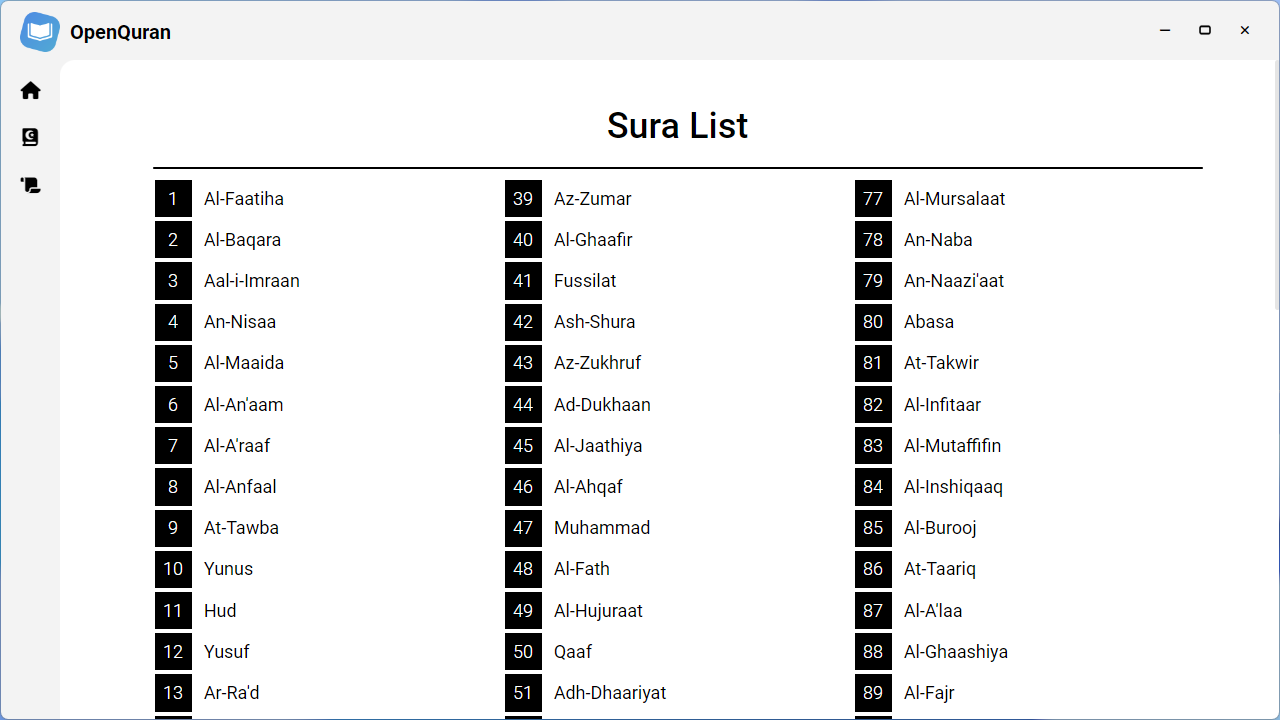 OpenQuran
Sura List
1 Al-Faatiha
2 Al-Baqara
3 Aal-i-Imraan
4 An-Nisaa
5 Al-Maaida
6 Al-An'aam
7 Al-A'raaf
8 Al-Anfaal
9 At-Tawba
10 Yunus
11 Hud
12 Yusuf
13 Ar-Ra'd
39 Az-Zumar
40 Al-Ghaafir
41 Fussilat
42 Ash-Shura
43 Az-Zukhruf
44 Ad-Dukhaan
45 Al-Jaathiya
46 Al-Ahqaf
47 Muhammad
48 Al-Fath
49 Al-Hujuraat
50 Qaaf
51 Adh-Dhaariyat
77 Al-Mursalaat
78 An-Naba
79 An-Naazi'aat
80 Abasa
81 At-Takwir
82 Al-Infitaar
83 Al-Mutaffifin
84 Al-Inshiqaaq
85 Al-Burooj
86 At-Taariq
87 Al-A'laa
88 Al-Ghaashiya
89 Al-Fajr